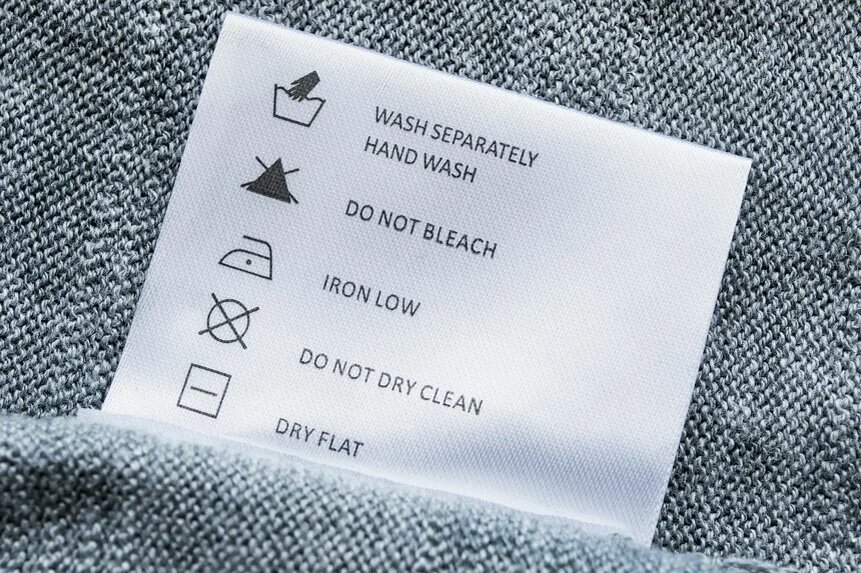 WASH SEPARATELY
HAND WASH
DO NOT BLEACH
IRON LOW
DO NOT DRY CLEAN
DRY FLAT